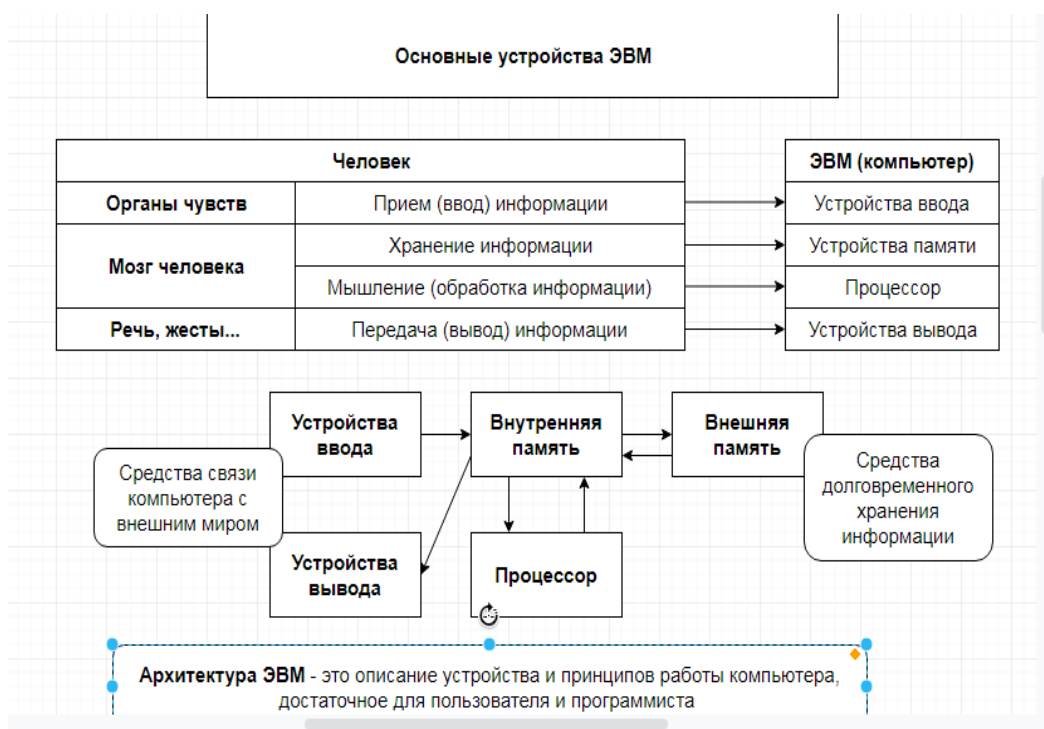 Основные устройства ЭВМ
Человек
ЭВМ (компьютер)
Органы чувств
Прием (ввод) информации
Устройства ввода
Мозг человека
Хранение информации
Устройства памяти
Мышление (обработка информации)
Процессор
Речь, жесты...
Передача (вывод) информации
Устройства вывода
Устройства
ввода
Внутренняя
память
Внешняя
память
Средства связи
компьютера с
внешним миром
Средства
долговременного
хранения
информации
Устройства
вывода
Процессор
Архитектура ЭВМ - это описание устройства и принципов работы компьютера,
достаточное для пользователя и программиста